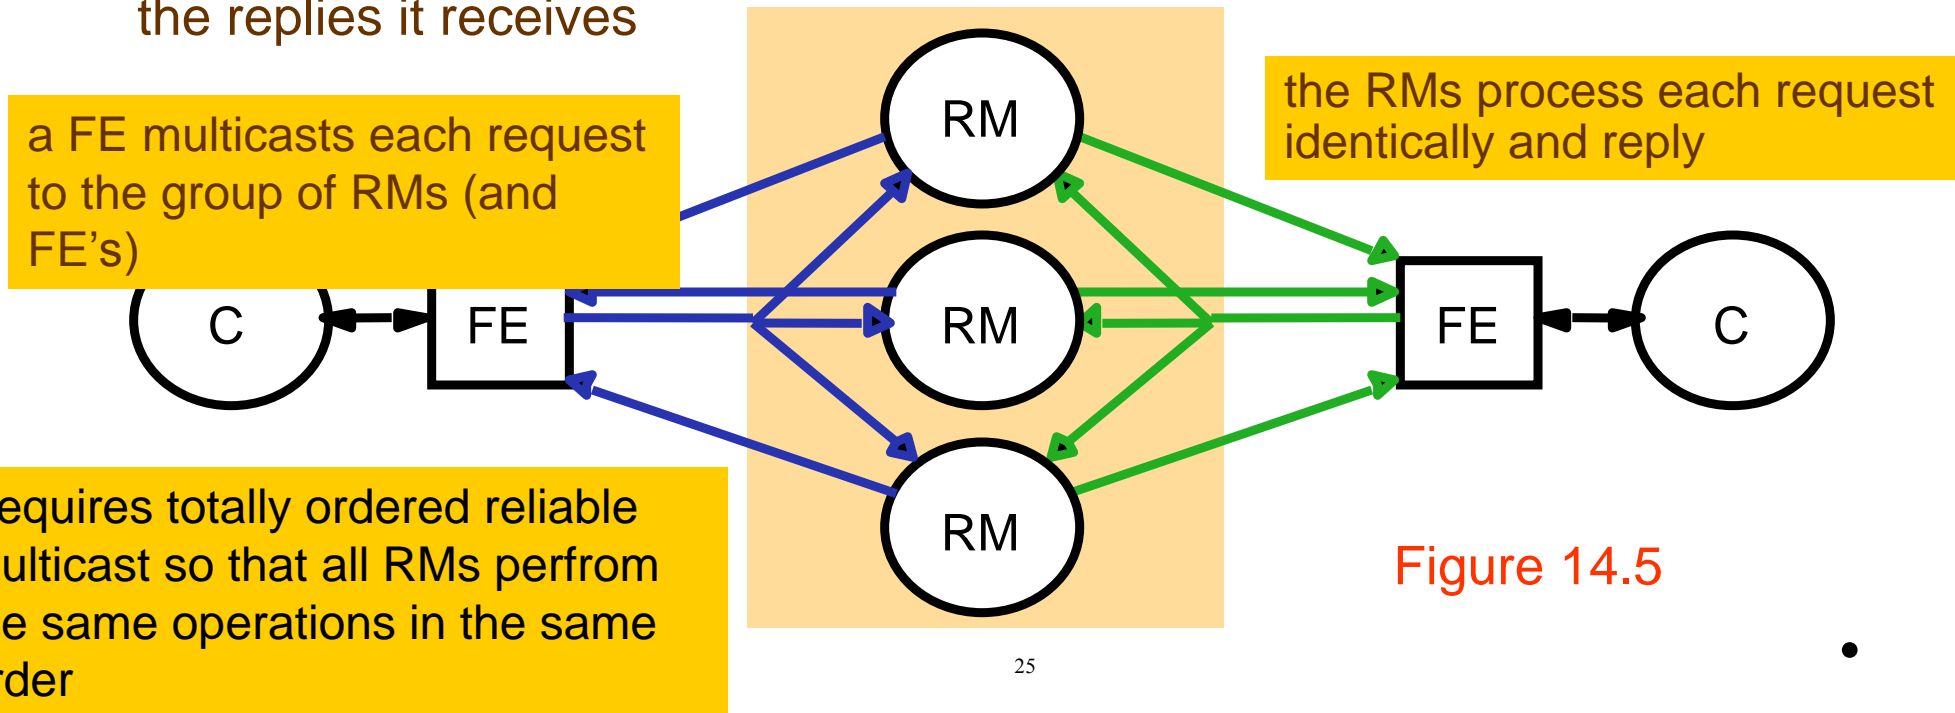 the replies it receives
a FE multicasts each request
to the group of RMs (and
FE's)
the RMs process each request
identically and reply
RM
RM
RM
C
FE
FE
C
equires totally ordered reliable
ulticast so that all RMs perfrom
e same operations in the same
rder
Figure 14.5
25
•